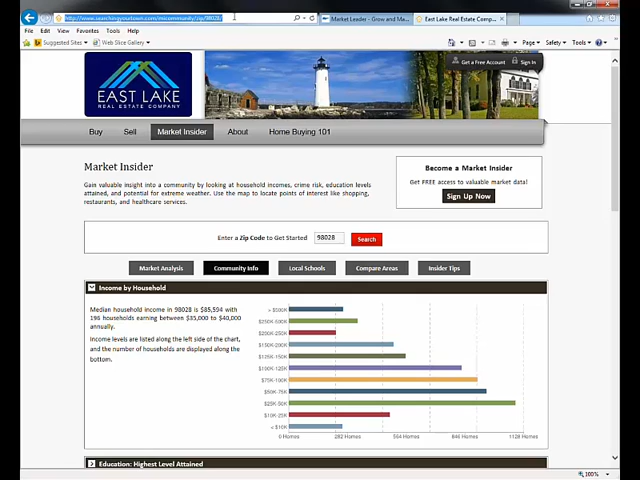 http://www.searchingyourtown.com/micommunity/zip/98028/
Market Leader - Grow and Ma...
East Lake Real Estate Comp...
File Edit View Favorites Tools Help
Suggested Sites Web Slice Gallery
Page Safety Tools
EAST LAKE
REAL ESTATE COMPANY
Get a Free Account Sign In
Buy Sell Market Insider About Home Buying 101
Market Insider
Gain valuable insight into a community by looking at household incomes, crime risk, education levels
attained, and potential for extreme weather. Use the map to locate points of interest like shopping,
restaurants, and healthcare services.
Become a Market Insider
Get FREE access to valuable market data!
Sign Up Now
Enter a Zip Code to Get Started 98028 Search
Market Analysis Community Info Local Schools Compare Areas Insider Tips
Income by Household
Median household income in 98028 is $85,594 with
198 households earning between $35,000 to $40,000
annually.
Income levels are listed along the left side of the chart,
and the number of households are displayed along the
bottom.
> $500K
$250K-500K
$200K-250K
$150K-200K
$125K-150K
$100K-125K
$75K-100K
$50K-75K
$25K-50K
$10K-25K
< $10K
0 Homes 282 Homes 564 Homes 846 Homes 1128 Homes
Education: Highest Level Attained
100%